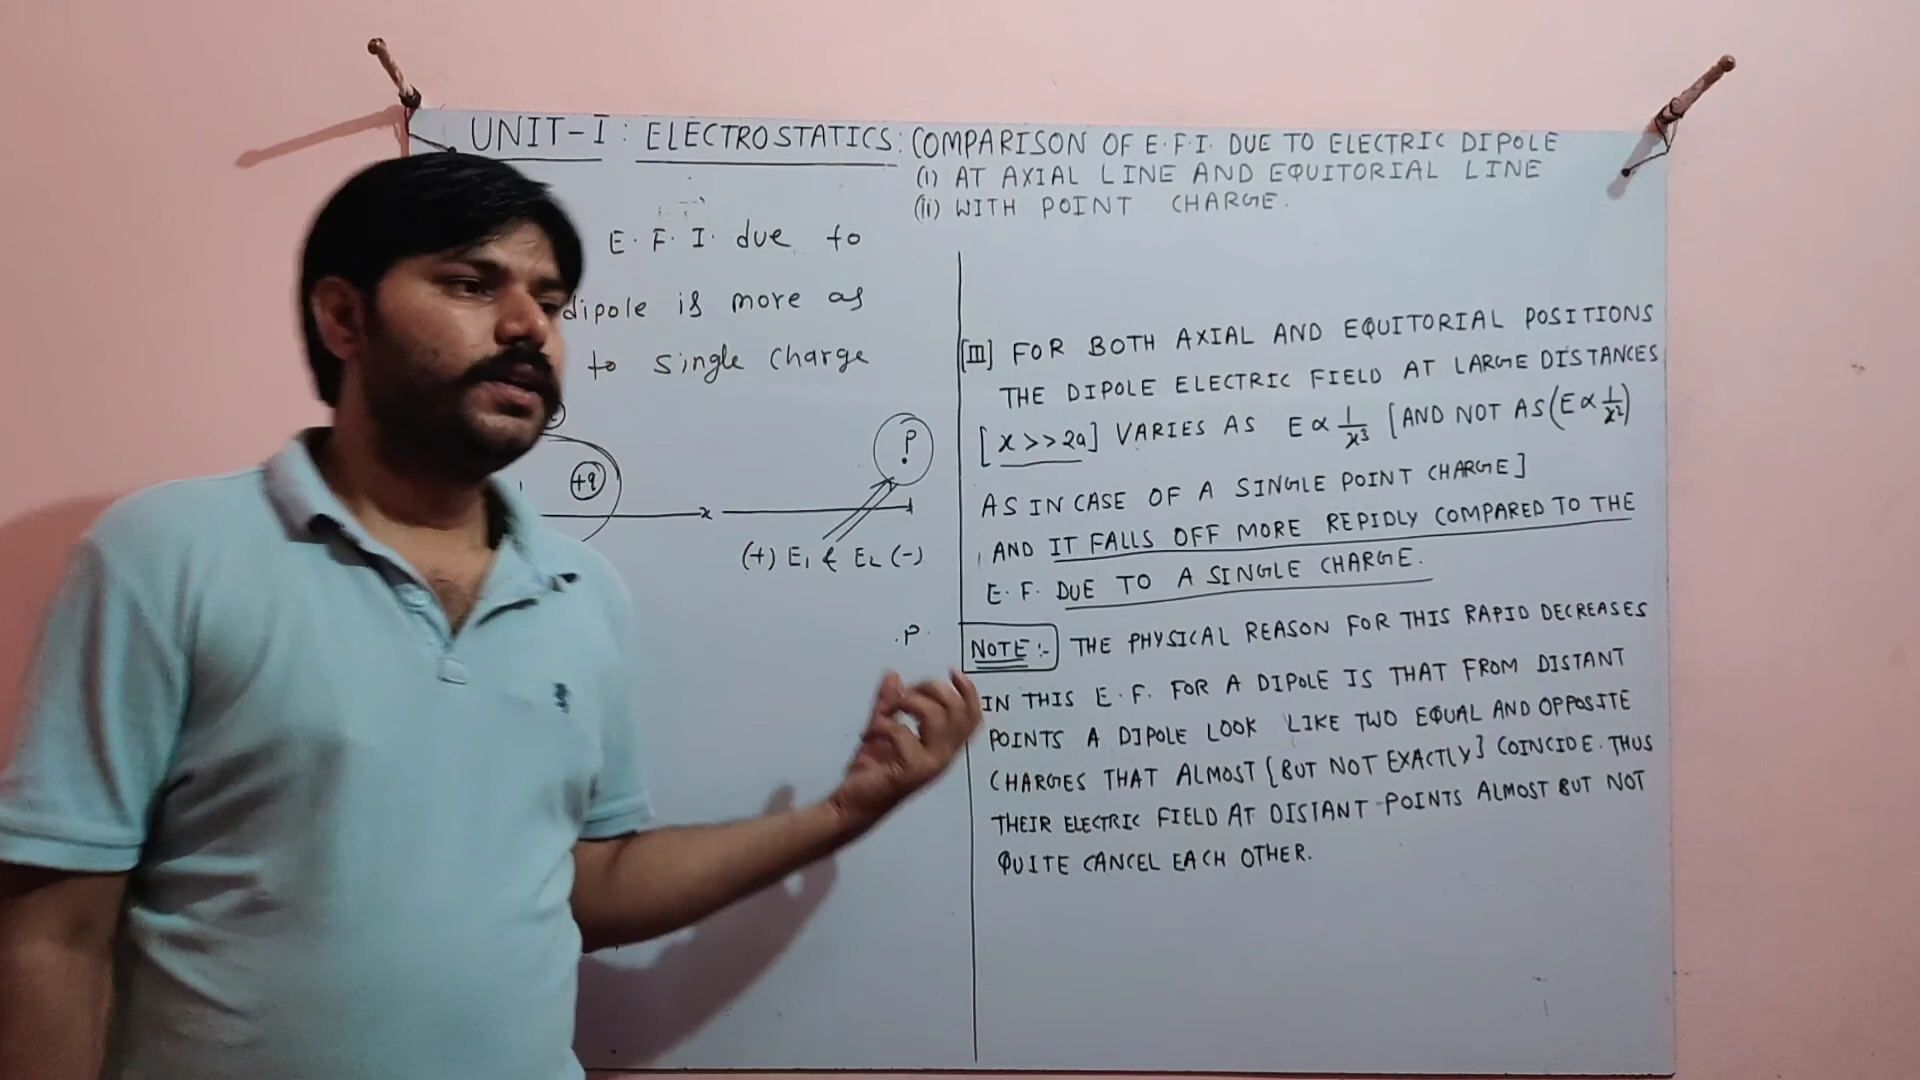 UNIT-I : ELECTROSTATICS : COMPARISON OF E.F.I. DUE TO ELECTRIC DIPOLE
(i) AT AXIAL LINE AND EQUITORIAL LINE
(ii) WITH POINT CHARGE.
E. F. I. due to
dipole is more as
to single charge
+q
P
x
(+) E₁ & E₂ (-)
.P.
[III] FOR BOTH AXIAL AND EQUITORIAL POSITIONS
THE DIPOLE ELECTRIC FIELD AT LARGE DISTANCES
[x >> 2a] VARIES AS E ∝ 1/x³ [AND NOT AS (E ∝ 1/x²)
AS IN CASE OF A SINGLE POINT CHARGE]
AND IT FALLS OFF MORE REPIDLY COMPARED TO THE
E. F. DUE TO A SINGLE CHARGE.
NOTE :- THE PHYSICAL REASON FOR THIS RAPID DECREASES
IN THIS E. F. FOR A DIPOLE IS THAT FROM DISTANT
POINTS A DIPOLE LOOK LIKE TWO EQUAL AND OPPOSITE
CHARGES THAT ALMOST [BUT NOT EXACTLY] COINCIDE. THUS
THEIR ELECTRIC FIELD AT DISTANT POINTS ALMOST BUT NOT
QUITE CANCEL EACH OTHER.